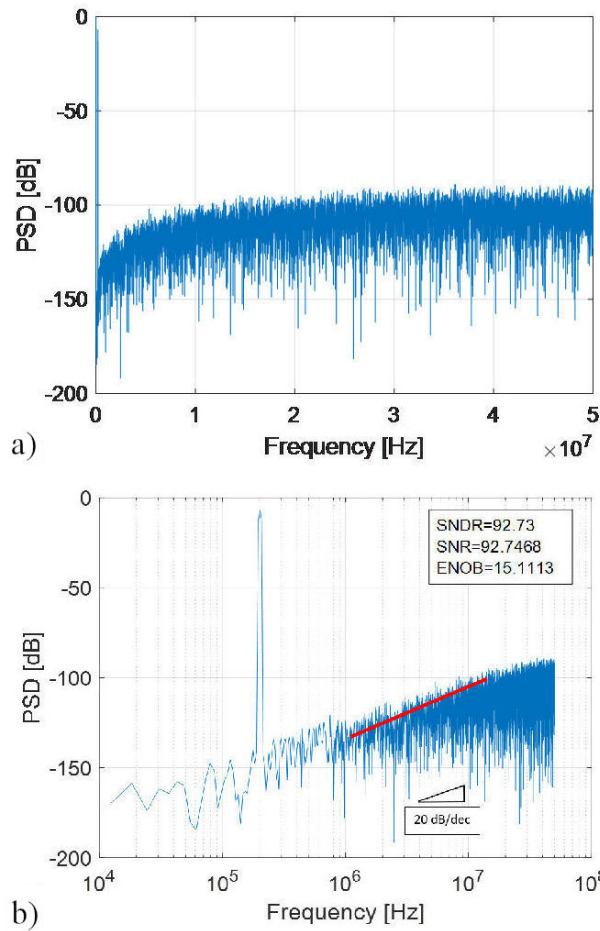 0
-50
-100
-150
-200
PSD [dB]
0 1 2 3 4 5
×10⁷
Frequency [Hz]
a)
0
-50
-100
-150
-200
PSD [dB]
SNDR=92.73
SNR=92.7468
ENOB=15.1113
20 dB/dec
10⁴ 10⁵ 10⁶ 10⁷ 10⁸
Frequency [Hz]
b)